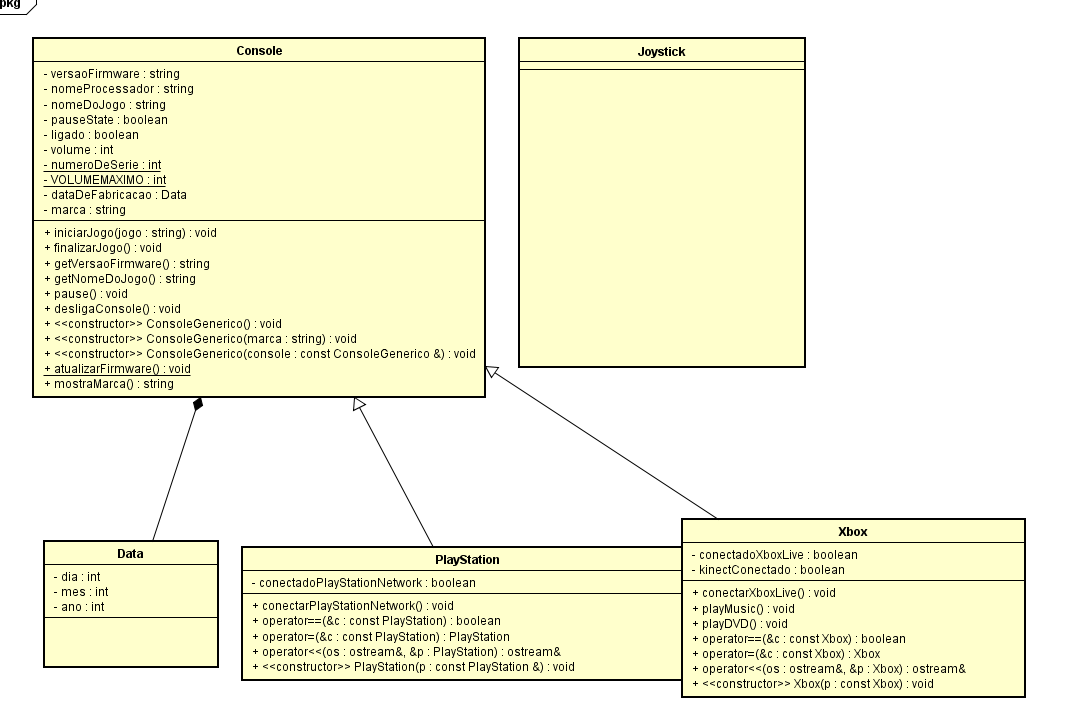 pkg
Console
- versaoFirmware : string
- nomeProcessador : string
- nomeDoJogo : string
- pauseState : boolean
- ligado : boolean
- volume : int
- numeroDeSerie : int
- VOLUMEMAXIMO : int
- dataDeFabricacao : Data
- marca : string
+ iniciarJogo(jogo : string) : void
+ finalizarJogo() : void
+ getVersaoFirmware() : string
+ getNomeDoJogo() : string
+ pause() : void
+ desligaConsole() : void
+ <<constructor>> ConsoleGenerico() : void
+ <<constructor>> ConsoleGenerico(marca : string) : void
+ <<constructor>> ConsoleGenerico(console : const ConsoleGenerico &) : void
+ atualizarFirmware() : void
+ mostraMarca() : string
Joystick
Data
- dia : int
- mes : int
- ano : int
PlayStation
- conectadoPlayStationNetwork : boolean
+ conectarPlayStationNetwork() : void
+ operator==(&c : const PlayStation) : boolean
+ operator=(&c : const PlayStation) : PlayStation
+ operator<<(os : ostream&, &p : PlayStation) : ostream&
+ <<constructor>> PlayStation(p : const PlayStation &) : void
Xbox
- conectadoXboxLive : boolean
- kinectConectado : boolean
+ conectarXboxLive() : void
+ playMusic() : void
+ playDVD() : void
+ operator==(&c : const Xbox) : boolean
+ operator=(&c : const Xbox) : Xbox
+ operator<<(os : ostream&, &p : Xbox) : ostream&
+ <<constructor>> Xbox(p : const Xbox) : void